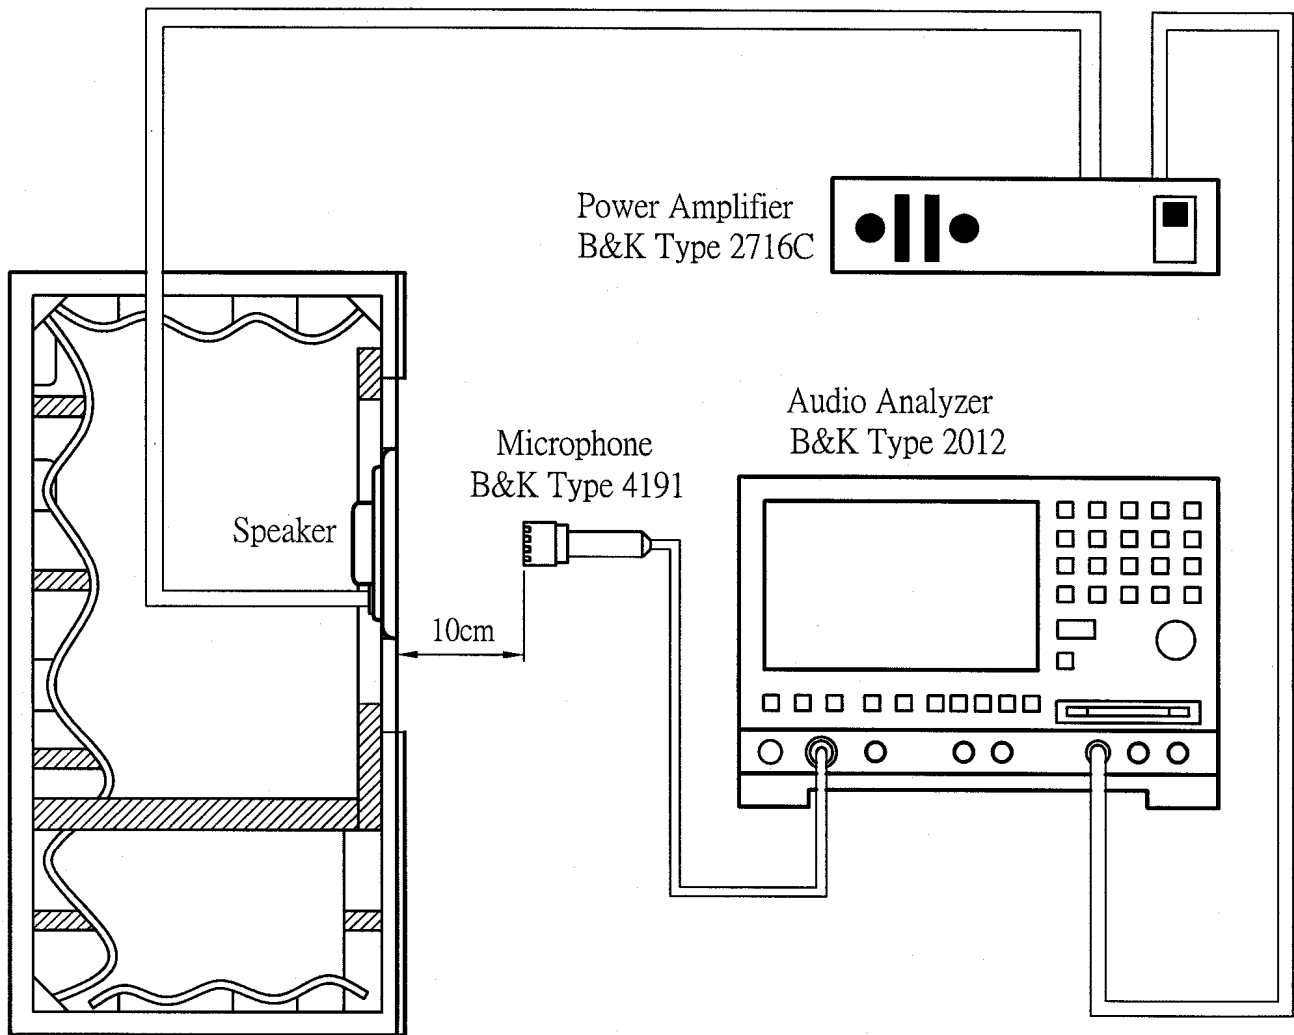 Power Amplifier
B&K Type 2716C
Audio Analyzer
B&K Type 2012
Microphone
B&K Type 4191
Speaker
10cm